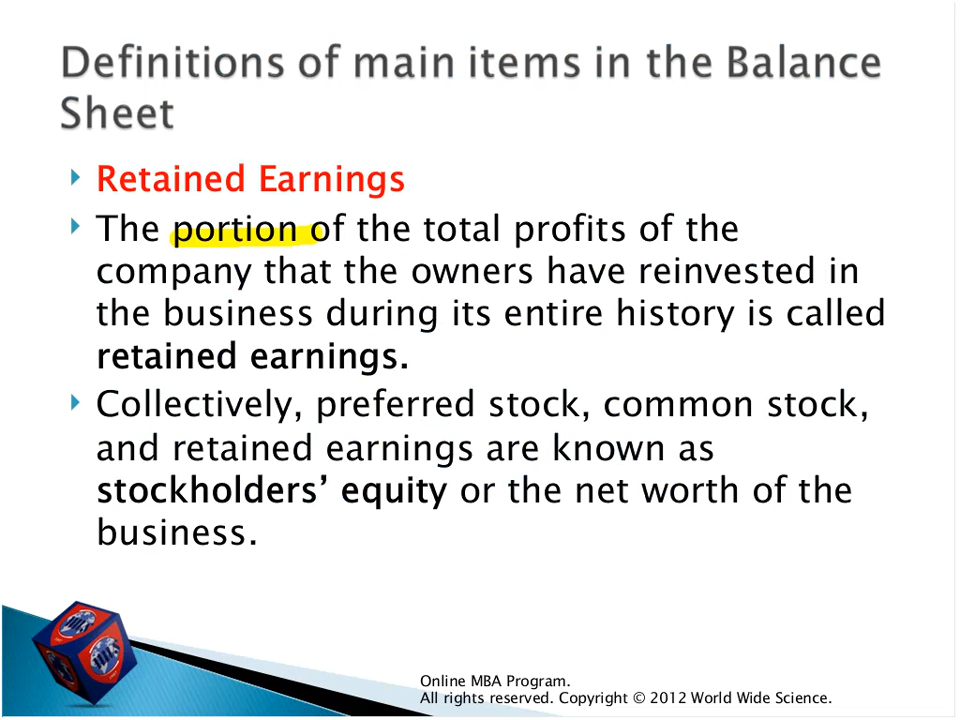 Definitions of main items in the Balance
Sheet
Retained Earnings
The portion of the total profits of the
company that the owners have reinvested in
the business during its entire history is called
retained earnings.
Collectively, preferred stock, common stock,
and retained earnings are known as
stockholders’ equity or the net worth of the
business.
Online MBA Program.
All rights reserved. Copyright © 2012 World Wide Science.